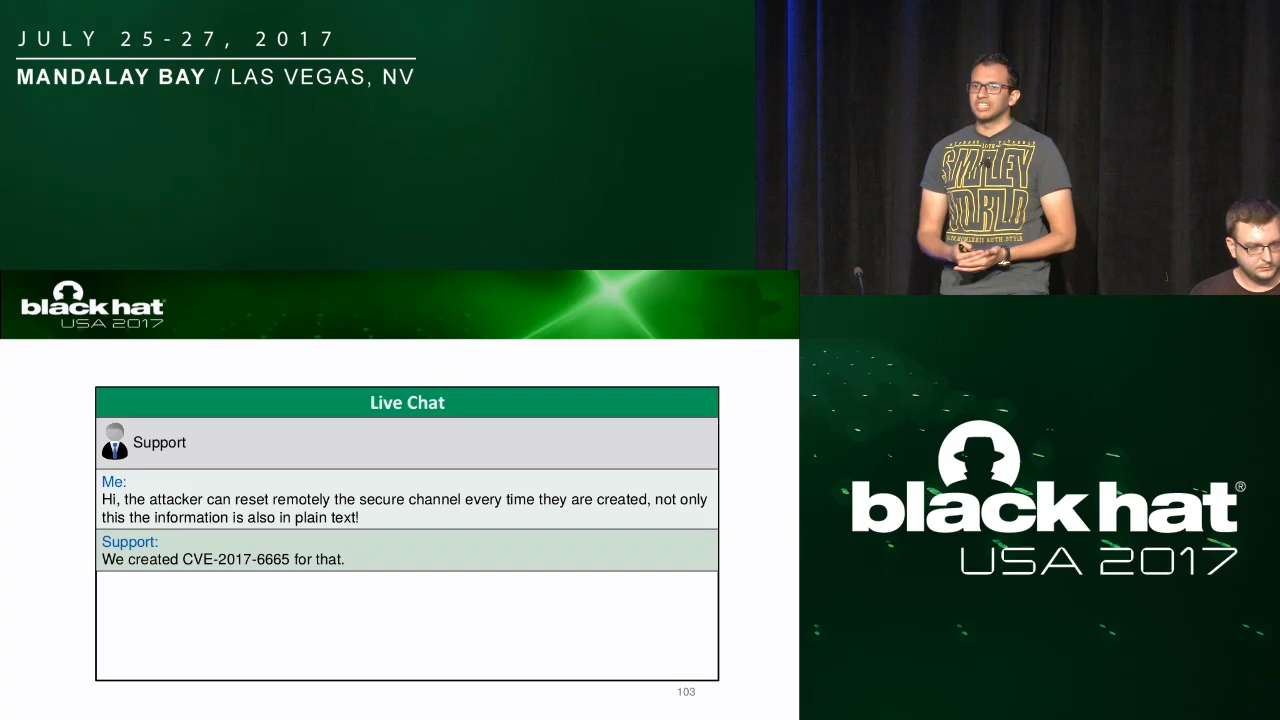 JULY 25-27, 2017
MANDALAY BAY / LAS VEGAS, NV
SMILEY
WORLD
black hat
USA 2017
Live Chat
Support
Me:
Hi, the attacker can reset remotely the secure channel every time they are created, not only
this the information is also in plain text!
Support:
We created CVE-2017-6665 for that.
103
black hat®
USA 2017